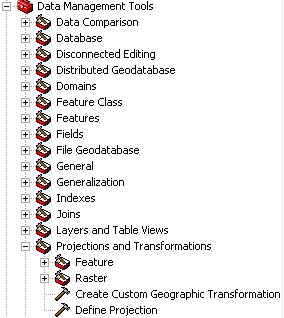 Data Management Tools
Data Comparison
Database
Disconnected Editing
Distributed Geodatabase
Domains
Feature Class
Features
Fields
File Geodatabase
General
Generalization
Indexes
Joins
Layers and Table Views
Projections and Transformations
Feature
Raster
Create Custom Geographic Transformation
Define Projection